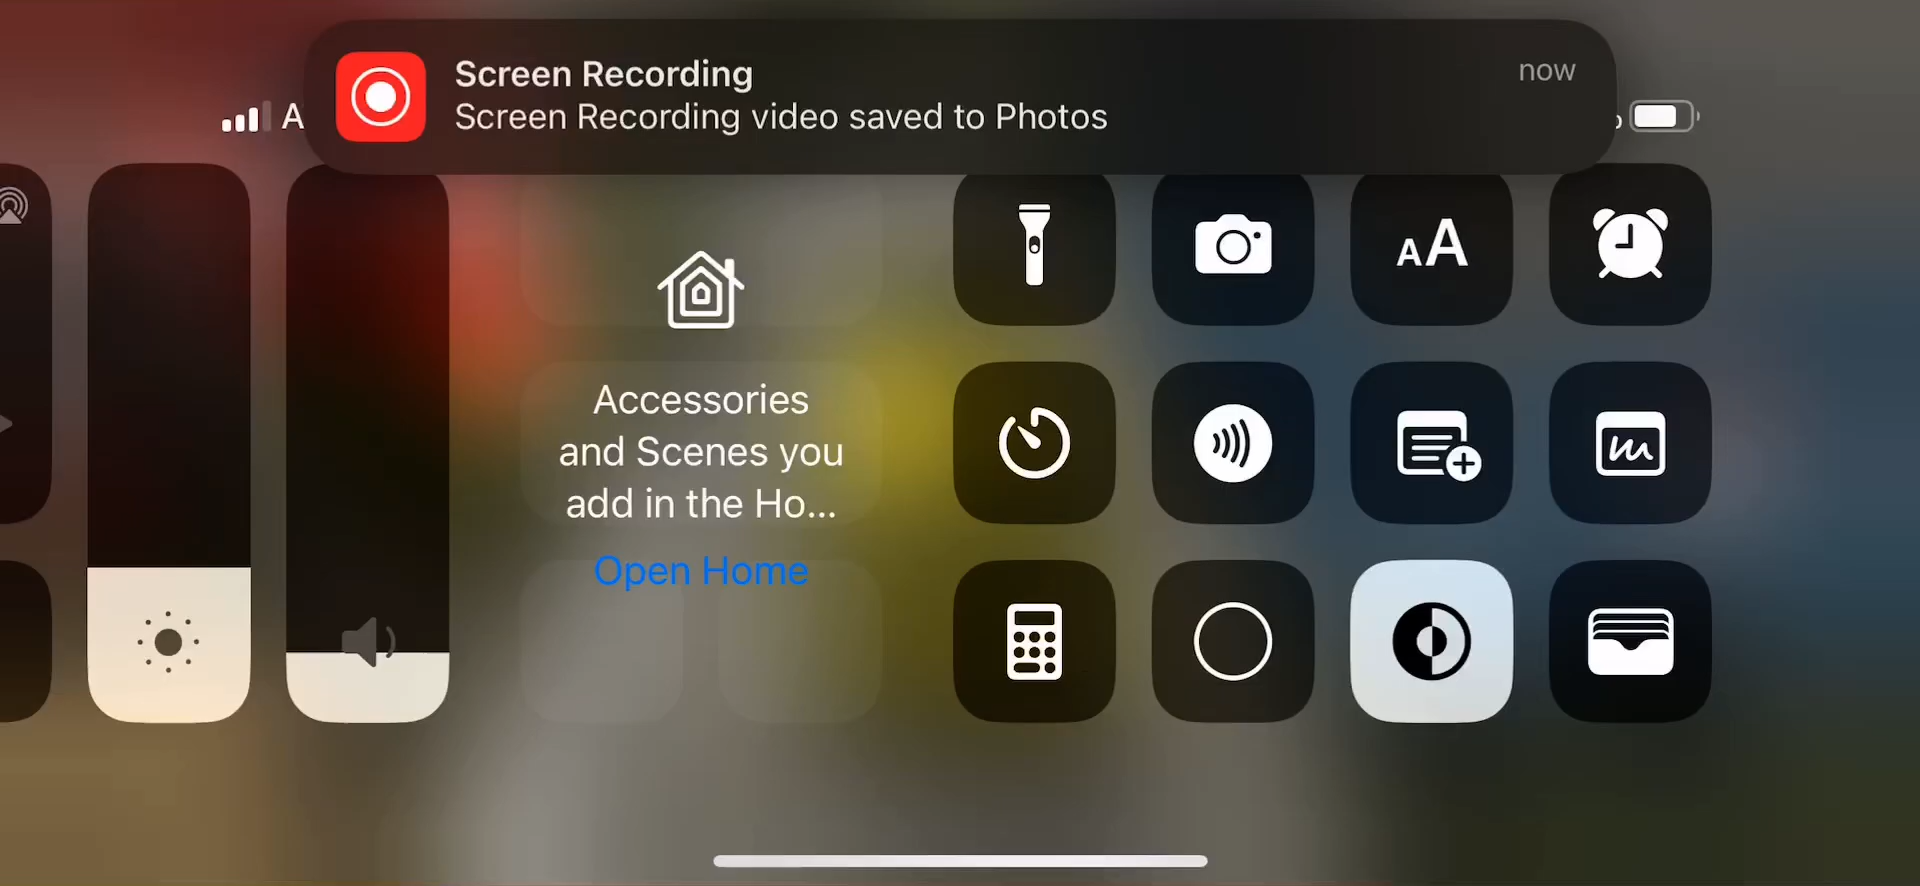 Screen Recording
now
Screen Recording video saved to Photos
A
Accessories
and Scenes you
add in the Ho...
Open Home
AA